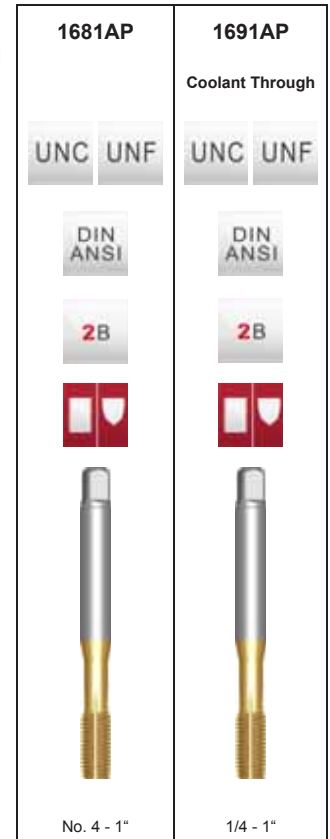 1681AP
UNC UNF
DIN
ANSI
2B
No. 4 - 1“
1691AP
Coolant Through
UNC UNF
DIN
ANSI
2B
1/4 - 1“